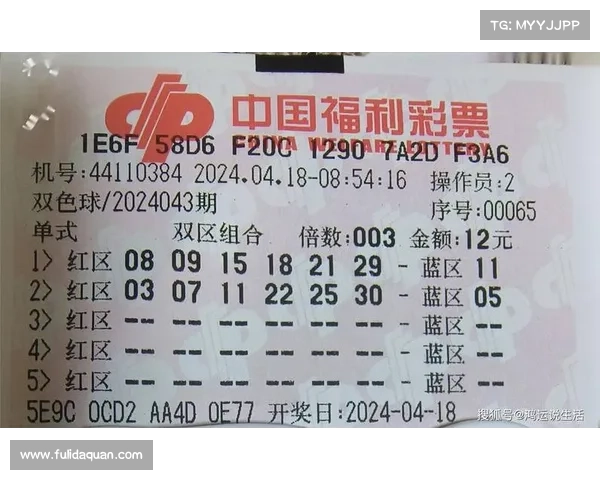 TG: MYYJJPP
中国福利彩票
CHINA WELFARE LOTTERY
1E6F 58D6 F20C 1290 7A2D F3A6
机号:44110384 2024.04.18-08:54:16 操作员:2
双色球/2024043期 序号:00065
单式 双区组合 倍数:003 金额:12元
1> 红区 08 09 15 18 21 29 - 蓝区 11
2> 红区 03 07 11 22 25 30 - 蓝区 05
3> 红区 -- -- -- -- -- -- - 蓝区 --
4> 红区 -- -- -- -- -- -- - 蓝区 --
5> 红区 -- -- -- -- -- -- - 蓝区 --
5E9C 0CD2 AA4D 0E77 开奖日:2024-04-18
搜狐号@鸿运说生活
www.fulidaquan.com